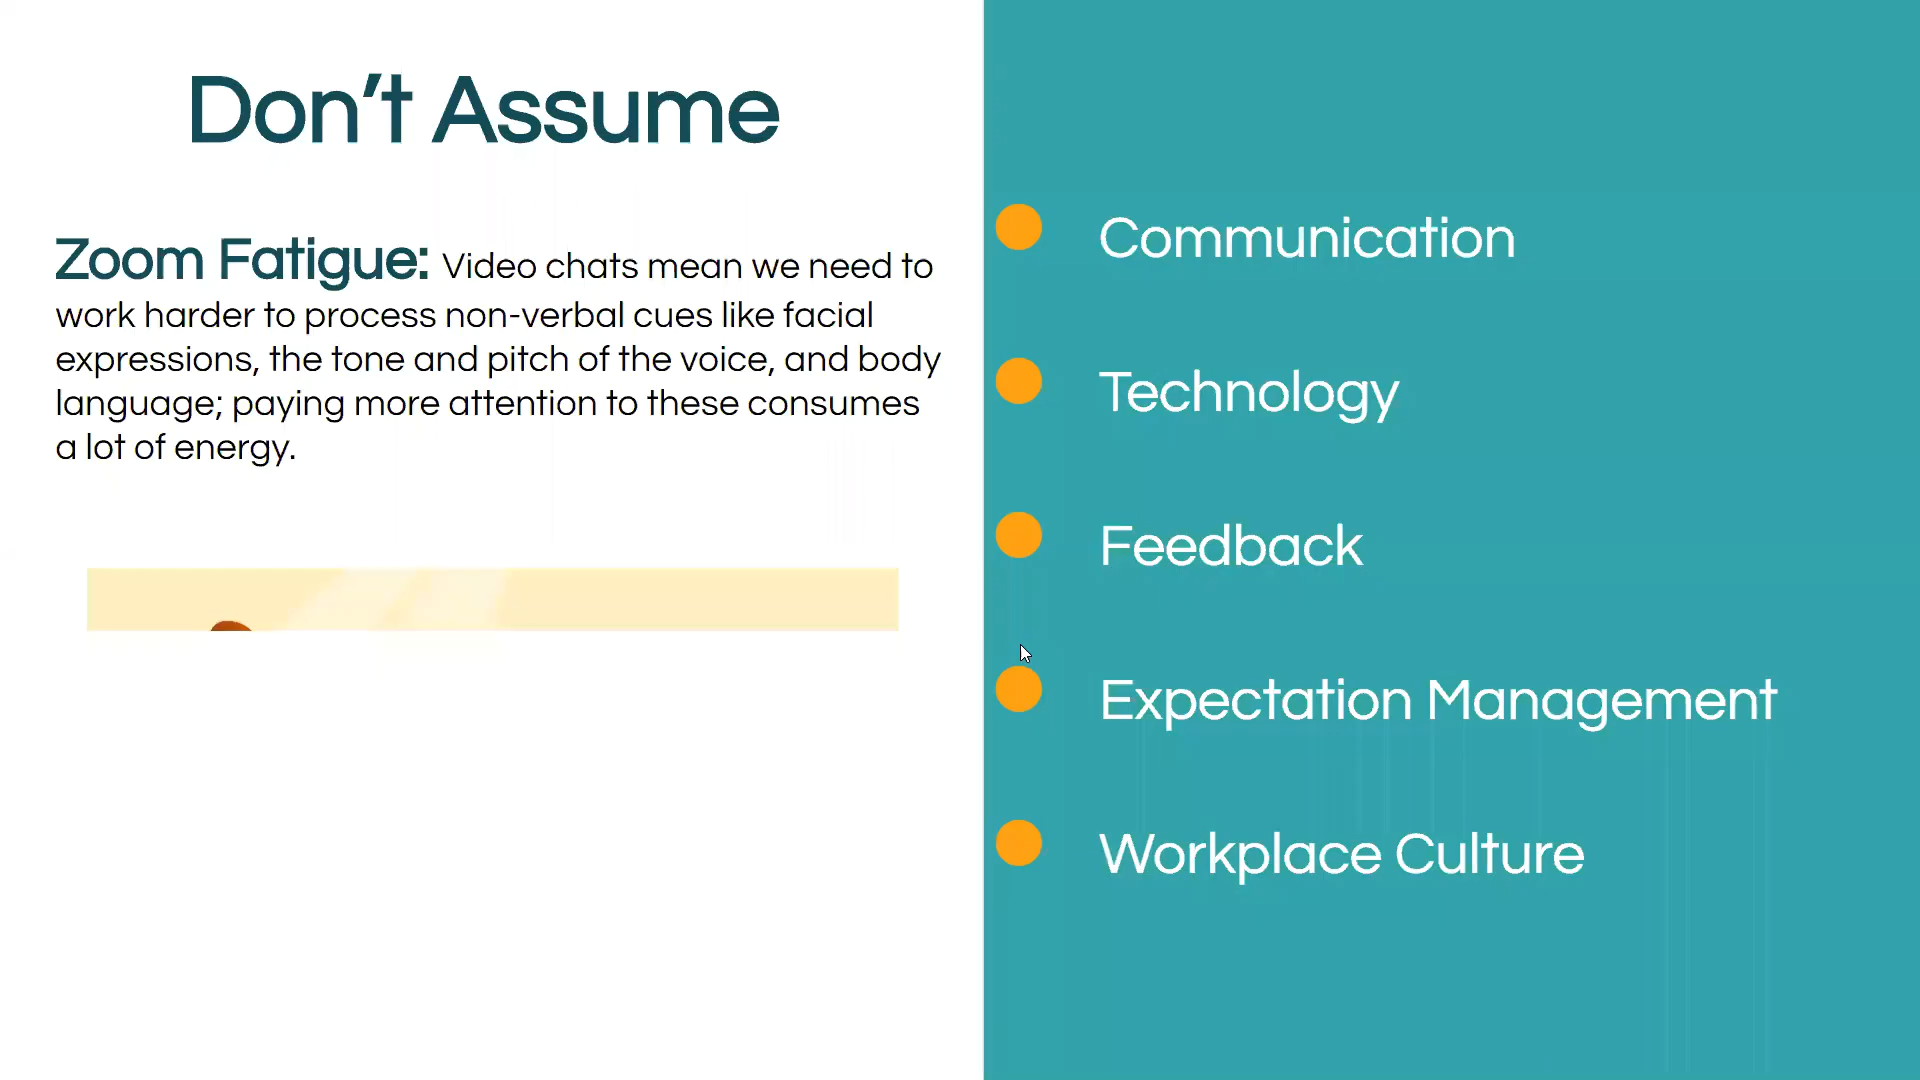 Don't Assume
Zoom Fatigue: Video chats mean we need to
work harder to process non-verbal cues like facial
expressions, the tone and pitch of the voice, and body
language; paying more attention to these consumes
a lot of energy.
Communication
Technology
Feedback
Expectation Management
Workplace Culture